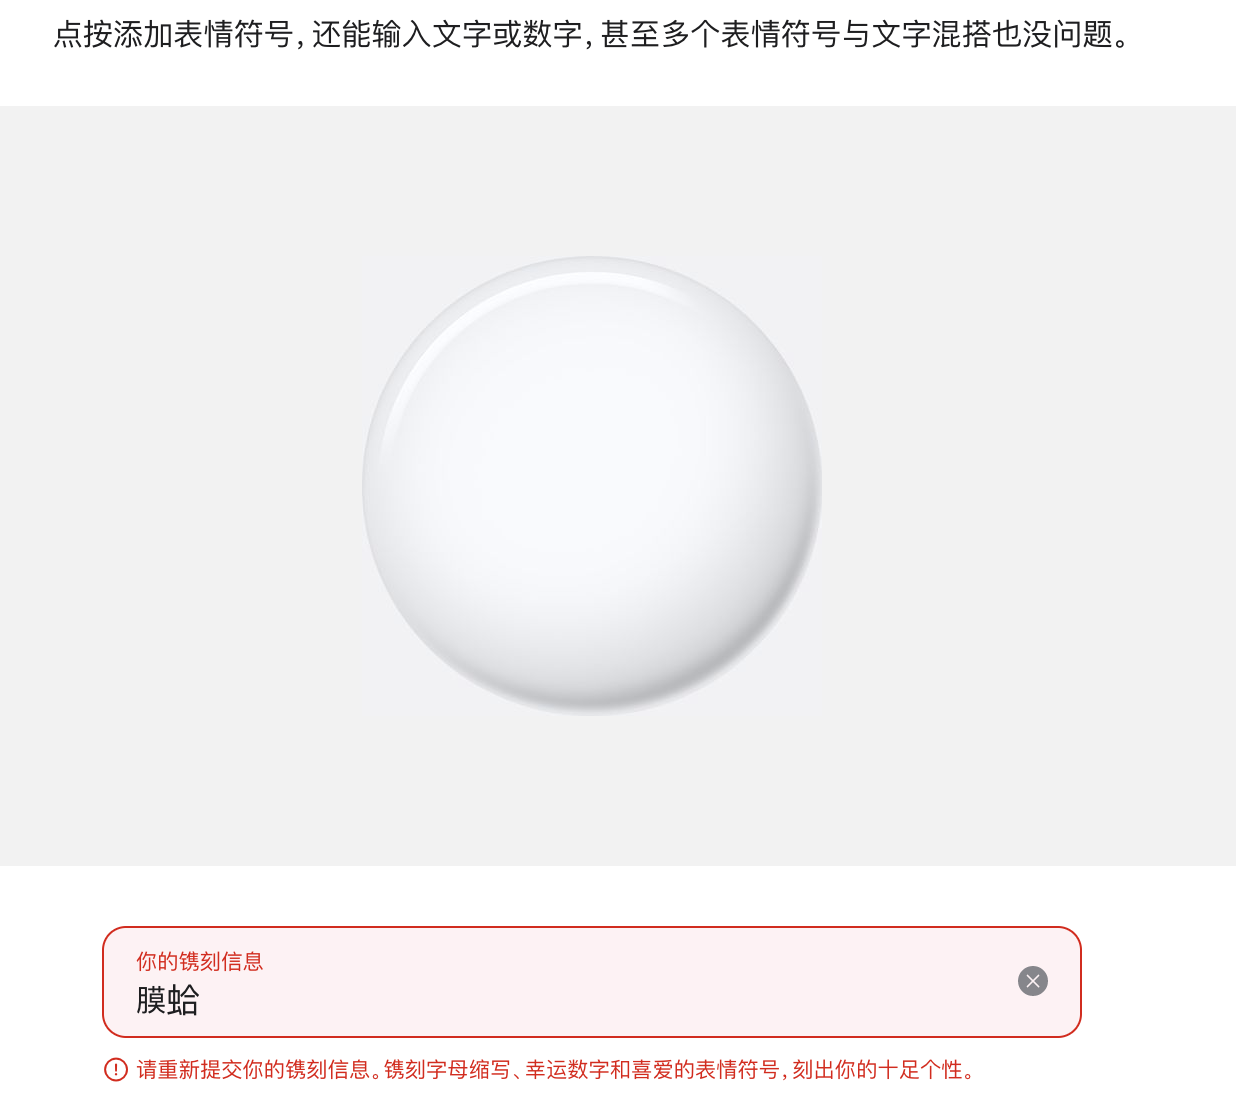 点按添加表情符号，还能输入文字或数字，甚至多个表情符号与文字混搭也没问题。
你的镌刻信息
膜蛤
请重新提交你的镌刻信息。镌刻字母缩写、幸运数字和喜爱的表情符号，刻出你的十足个性。